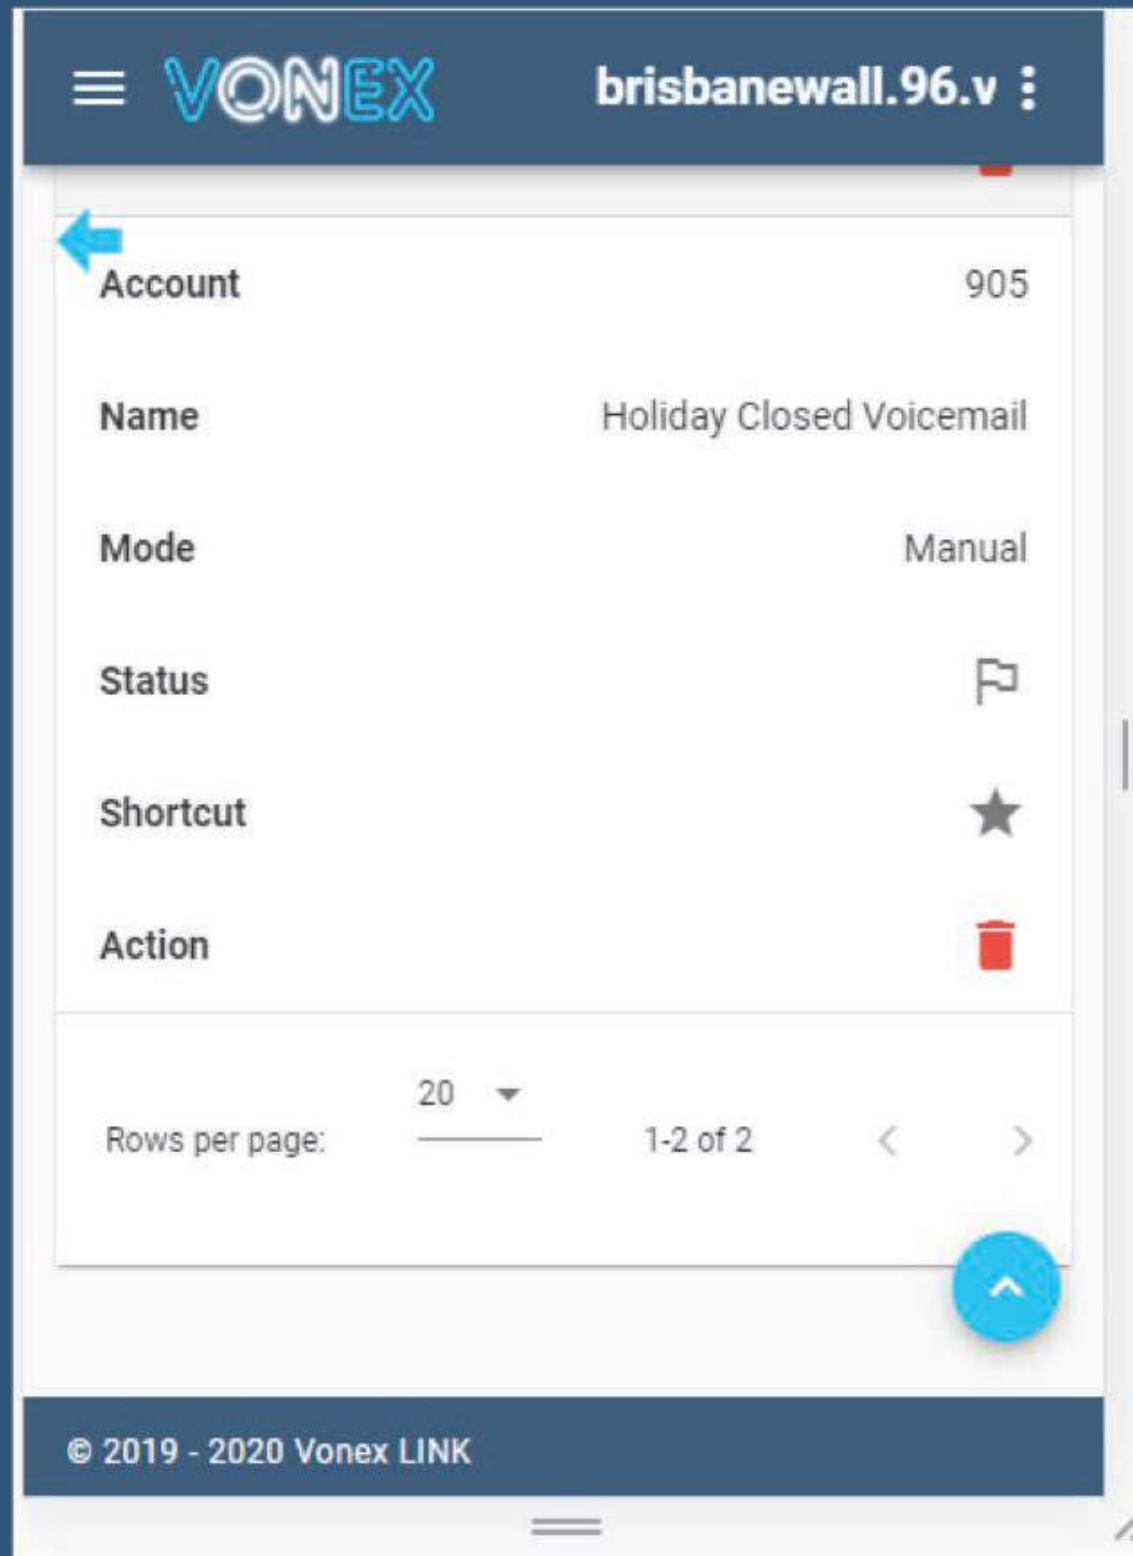 VONEX brisbanewall.96.v
Account 905
Name Holiday Closed Voicemail
Mode Manual
Status
Shortcut
Action
Rows per page: 20 1-2 of 2
© 2019 - 2020 Vonex LINK